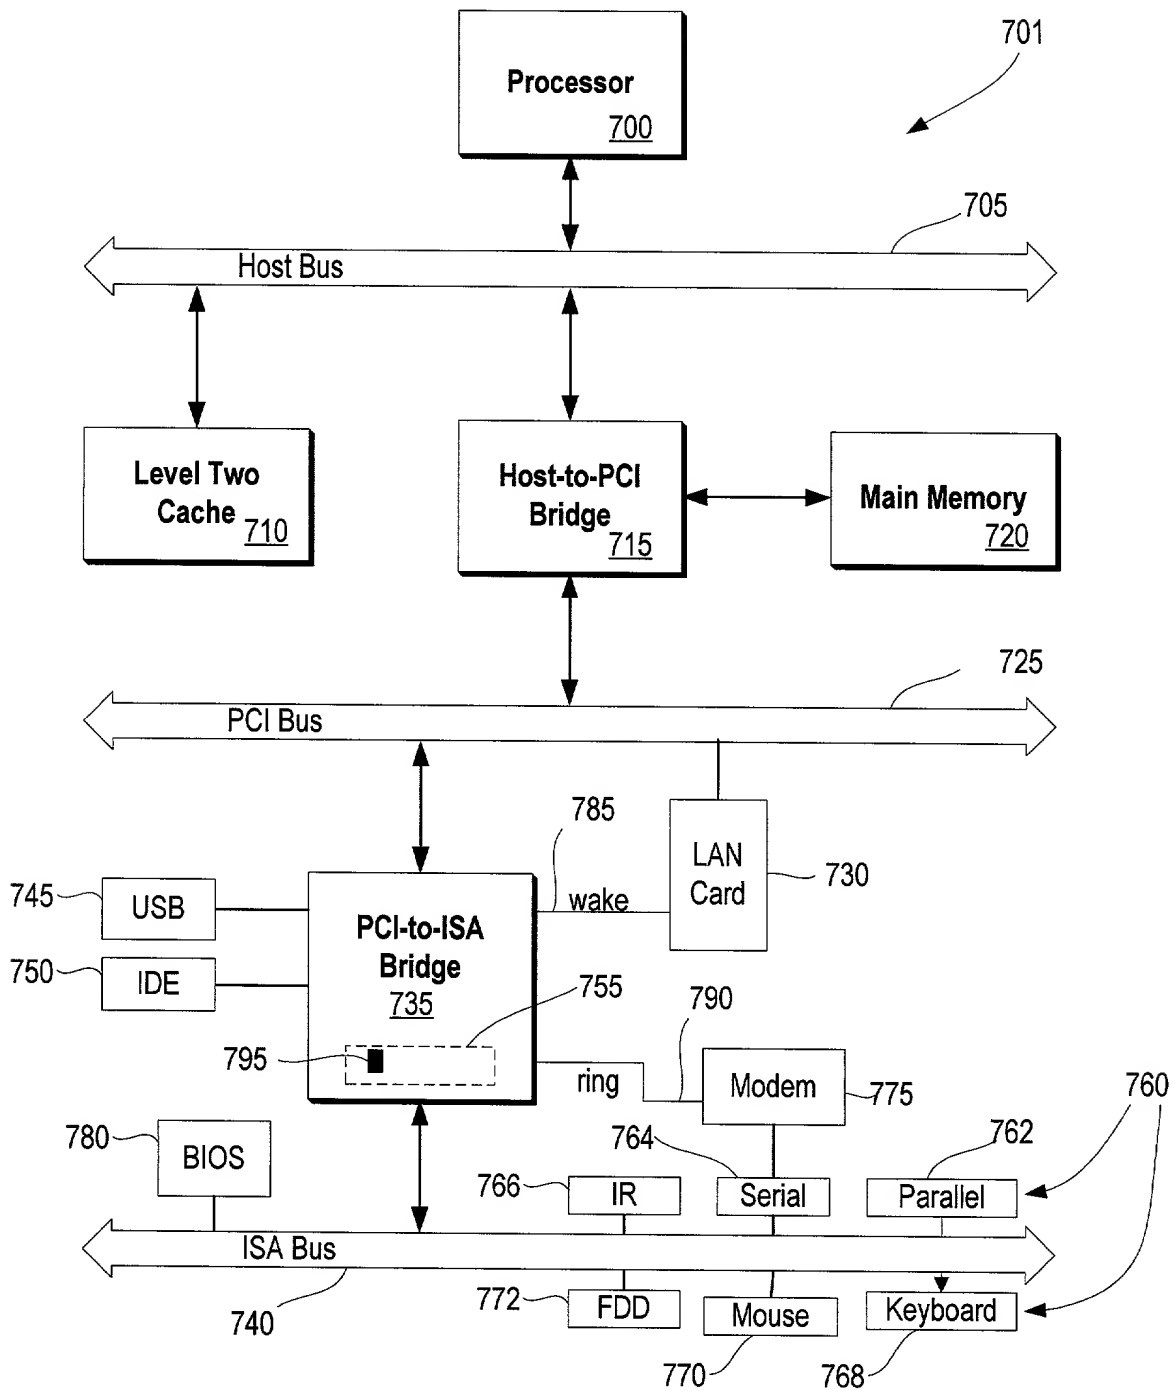 701
Processor
700
705
Host Bus
Level Two
Cache
710
Host-to-PCI
Bridge
715
Main Memory
720
725
PCI Bus
785
LAN
Card
730
745
USB
wake
PCI-to-ISA
Bridge
735
750
IDE
755
790
795
ring
Modem
775
760
780
BIOS
764
762
766
IR
Serial
Parallel
ISA Bus
740
772
FDD
Mouse
Keyboard
770
768